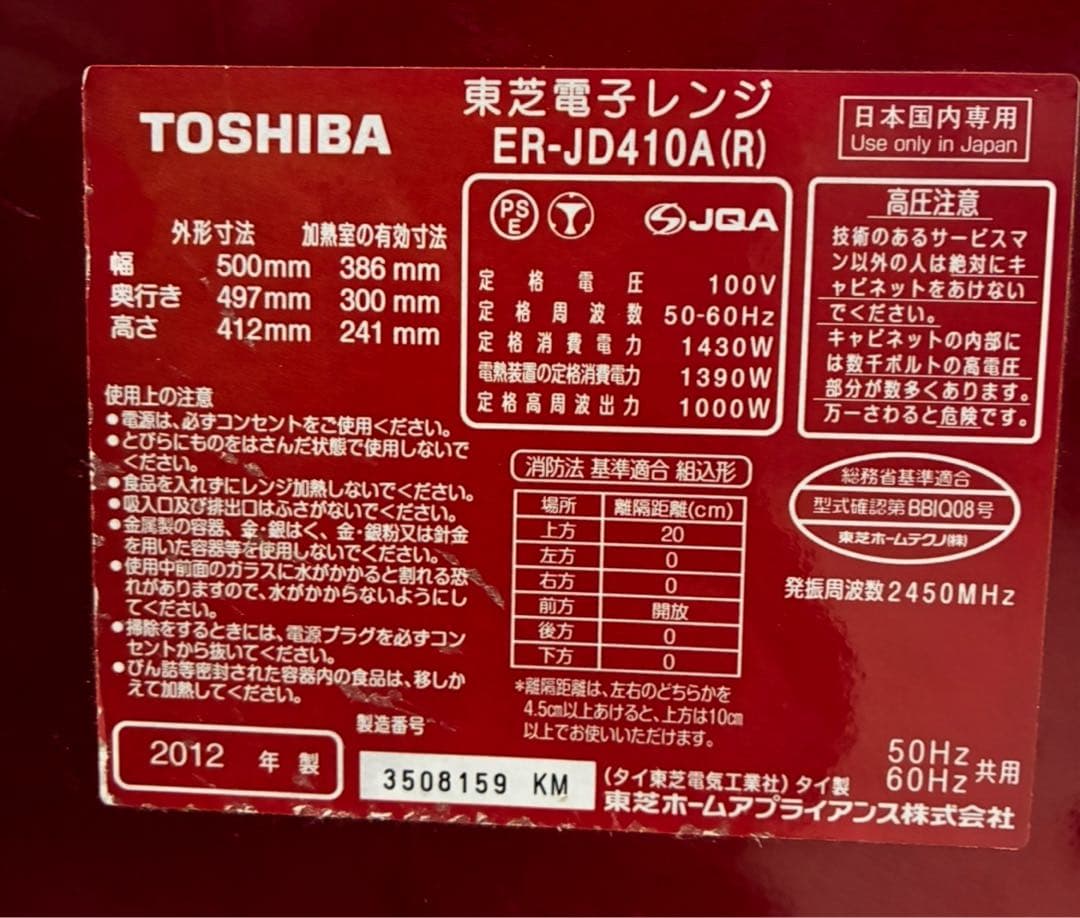 TOSHIBA
東芝電子レンジ
ER-JD410A(R)
日本国内専用
Use only in Japan
外形寸法 加熱室の有効寸法
幅 500mm 386mm
奥行き 497mm 300mm
高さ 412mm 241mm
PS
E
JQA
定格電圧 100V
定格周波数 50-60Hz
定格消費電力 1430W
電熱装置の定格消費電力 1390W
定格高周波出力 1000W
高圧注意
技術のあるサービスマ
ン以外の人は絶対にキ
ャビネットをあけない
でください。
キャビネットの内部に
は数千ボルトの高電圧
部分が数多くあります。
万一さわると危険です。
使用上の注意
●電源は、必ずコンセントをご使用ください。
●とびらにものをはさんだ状態で使用しないで
ください。
●食品を入れずにレンジ加熱しないでください。
●吸入口及び排出口はふさがないでください。
●金属製の容器、金・銀はく、金・銀粉又は針金
を用いた容器等を使用しないでください。
●使用中前面のガラスに水がかかると割れる恐
れがありますので、水がかからないようにし
てください。
●掃除をするときには、電源プラグを必ずコン
セントから抜いてください。
●びん詰等密封された容器内の食品は、移しか
えて加熱してください。
消防法 基準適合 組込形
場所 離隔距離(cm)
上方 20
左方 0
右方 0
前方 開放
後方 0
下方 0
*離隔距離は、左右のどちらかを
4.5cm以上あけると、上方は10cm
以上でお使いいただけます。
総務省基準適合
型式確認第BBIQ08号
東芝ホームテクノ(株)
発振周波数2450MHz
2012 年 製
製造番号
3508159 KM
50Hz
60Hz 共用
(タイ東芝電気工業社) タイ製
東芝ホームアプライアンス株式会社